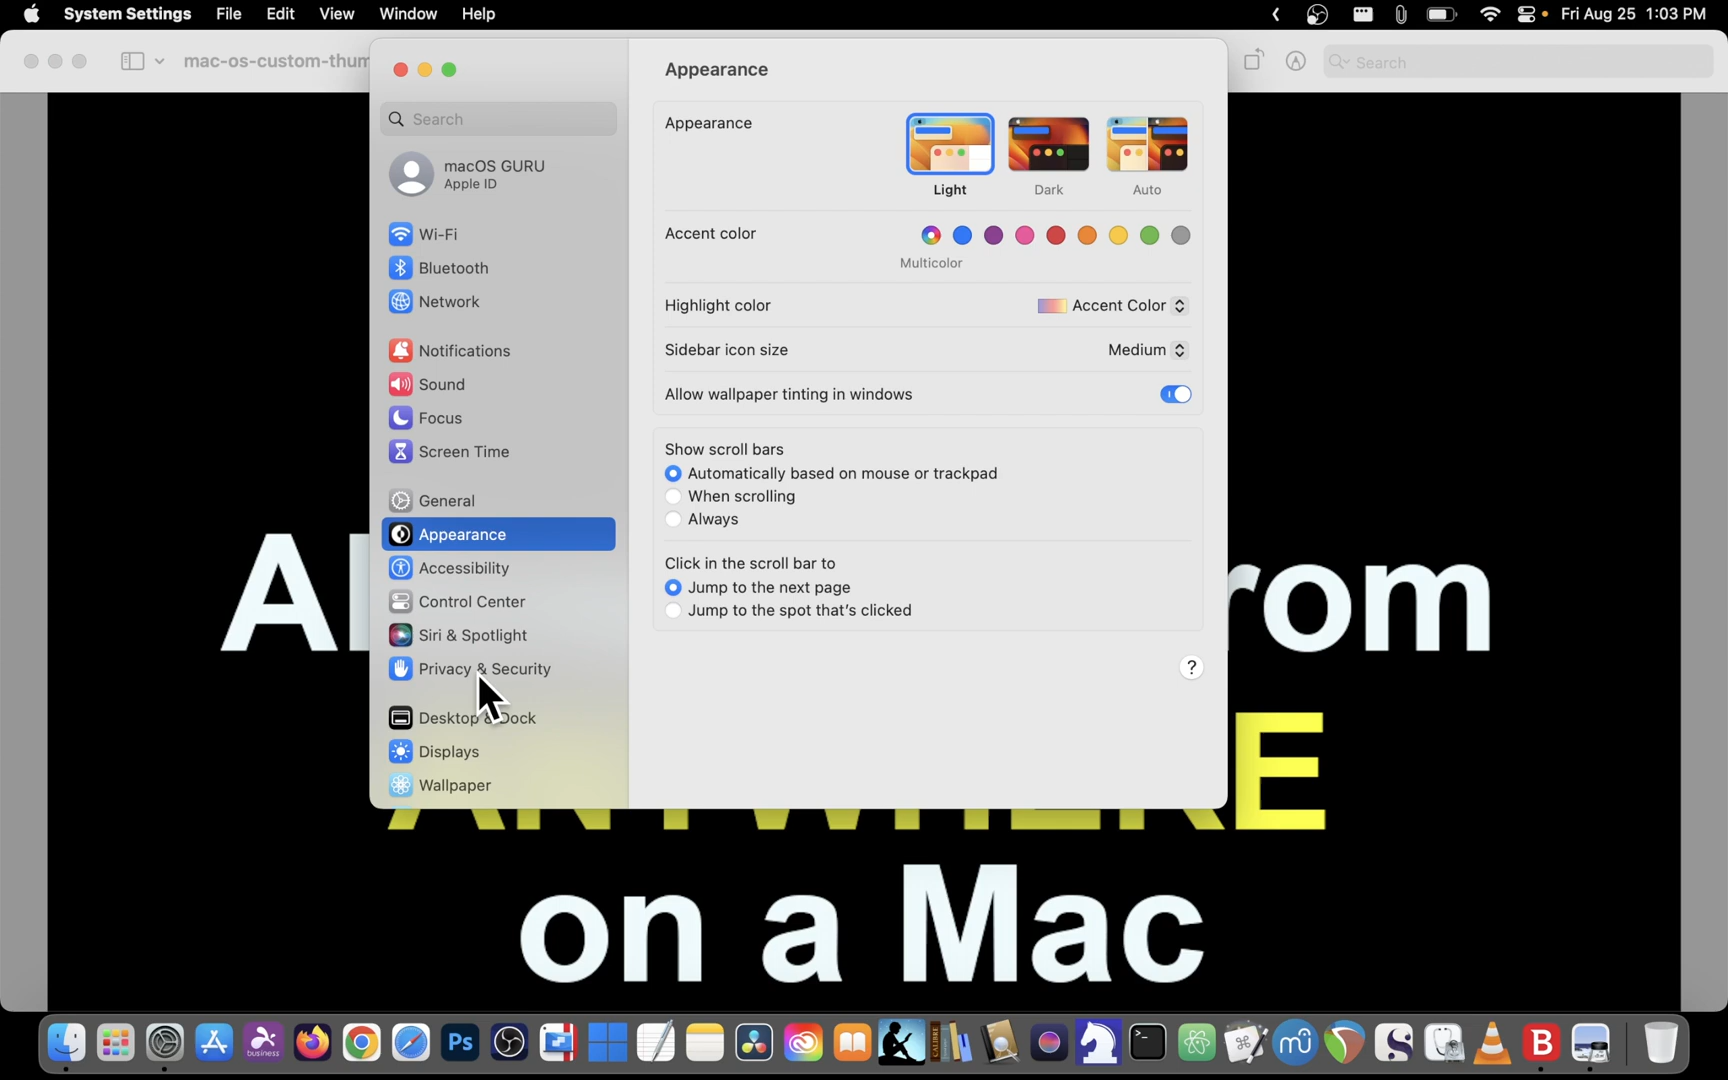 System Settings File Edit View Window Help Fri Aug 25 1:03 PM
mac-os-custom-thum
Search
Search
macOS GURU
Apple ID
Wi-Fi
Bluetooth
Network
Notifications
Sound
Focus
Screen Time
General
Appearance
Accessibility
Control Center
Siri & Spotlight
Privacy & Security
Desktop & Dock
Displays
Wallpaper
Appearance
Appearance
Light Dark Auto
Accent color
Multicolor
Highlight color Accent Color
Sidebar icon size Medium
Allow wallpaper tinting in windows
Show scroll bars
Automatically based on mouse or trackpad
When scrolling
Always
Click in the scroll bar to
Jump to the next page
Jump to the spot that's clicked
?
rom
on a Mac
business Ps B